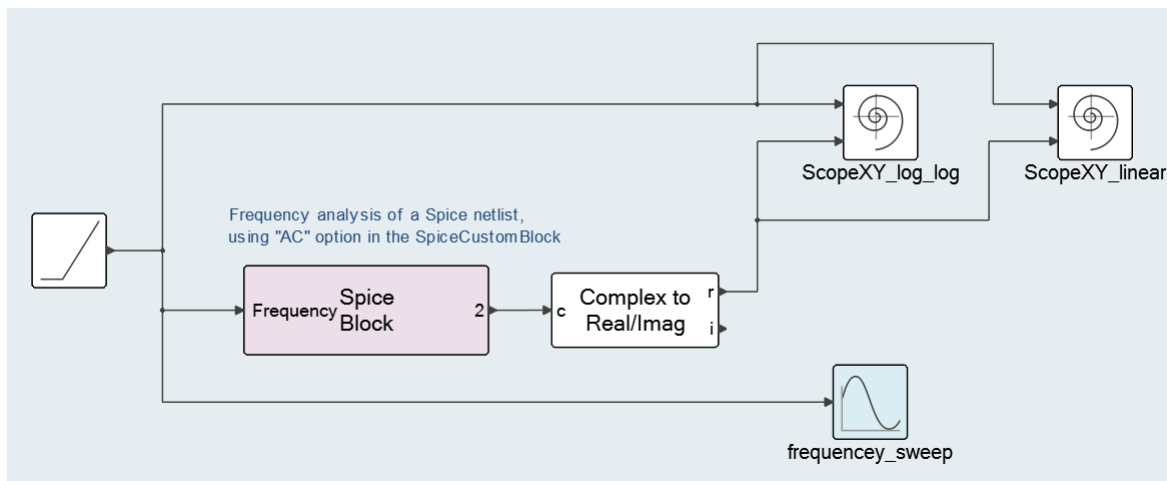 ScopeXY_log_log
ScopeXY_linear
Frequency analysis of a Spice netlist,
using "AC" option in the SpiceCustomBlock
Frequency
Spice
Block
2
c
Complex to
Real/Imag
r
i
frequencey_sweep